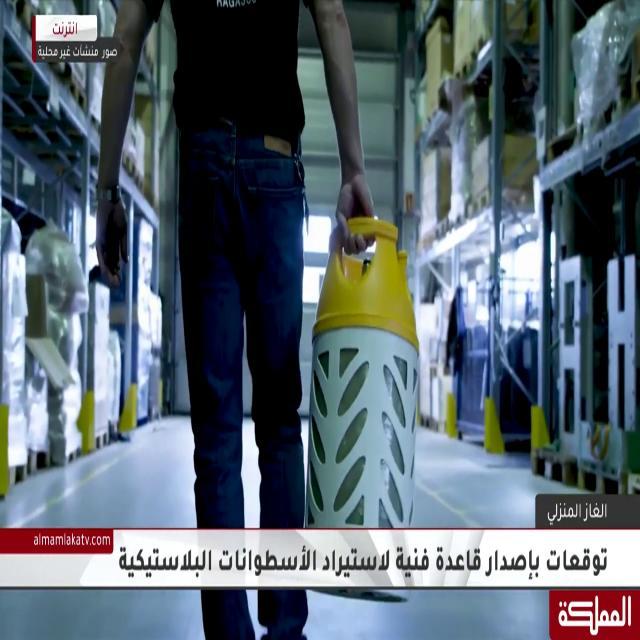 انترنت
صور منشآت غير محلية
الغاز المنزلي
almamlakatv.com
توقعات بإصدار قاعدة فنية لاستيراد الأسطوانات البلاستيكية
المملكة